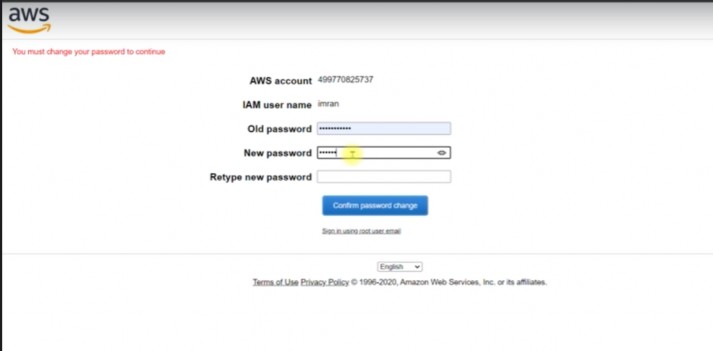 aws
You must change your password to continue
AWS account 499770825737
IAM user name imran
Old password •••••••••••
New password ••••••
Retype new password
Confirm password change
Sign in using root user email
English
Terms of Use Privacy Policy © 1996-2020, Amazon Web Services, Inc. or its affiliates.